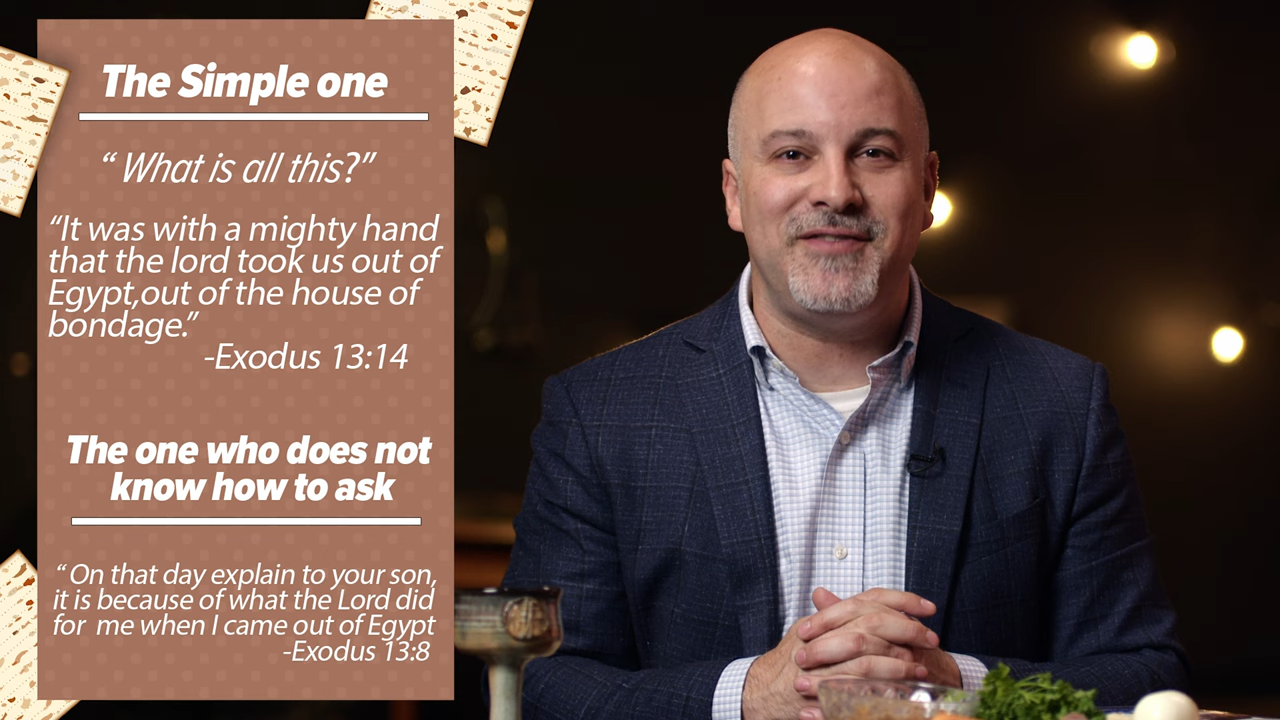 The Simple one
“ What is all this?”
“It was with a mighty hand
that the lord took us out of
Egypt,out of the house of
bondage.”
-Exodus 13:14
The one who does not
know how to ask
“ On that day explain to your son,
it is because of what the Lord did
for me when I came out of Egypt
-Exodus 13:8